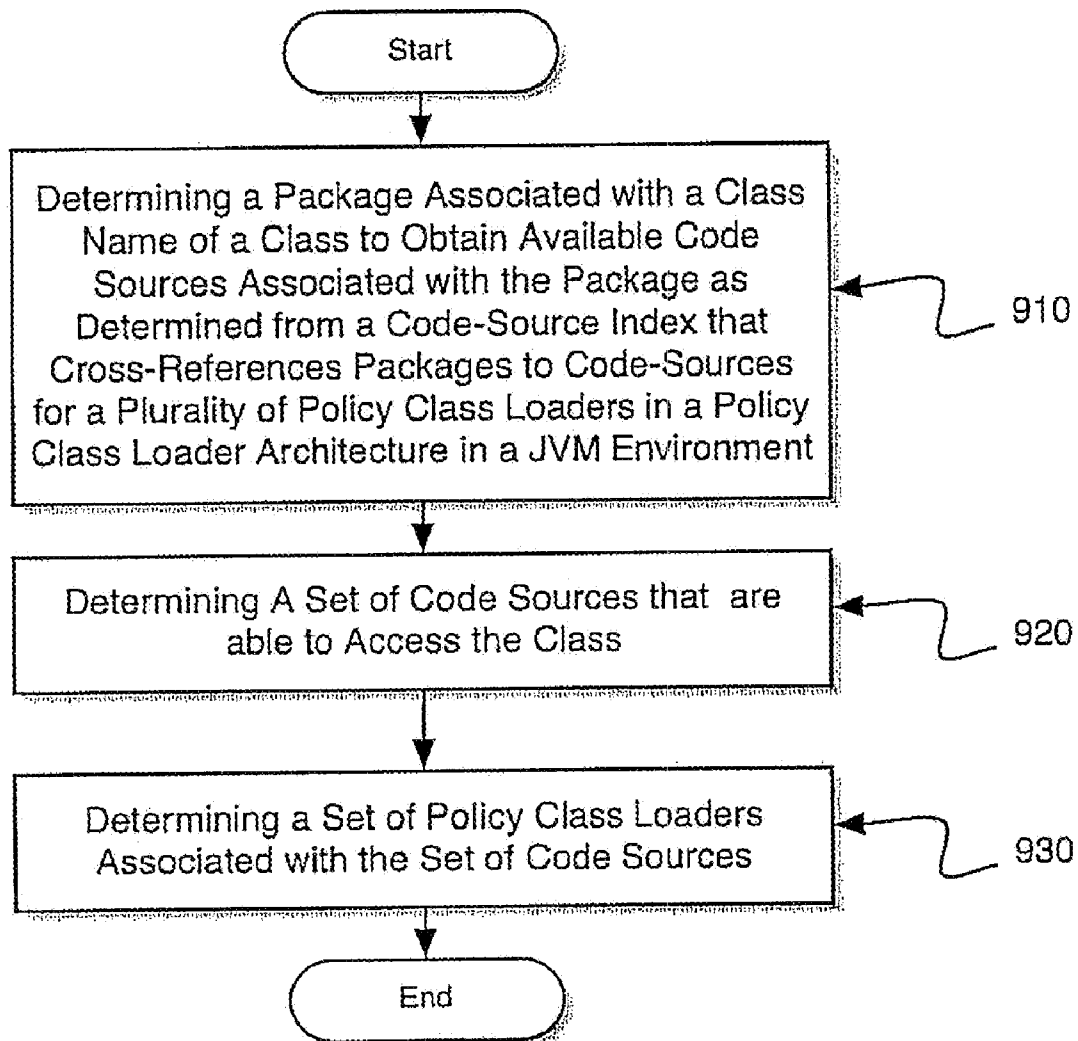 Start
Determining a Package Associated with a Class
Name of a Class to Obtain Available Code
Sources Associated with the Package as
Determined from a Code-Source Index that
Cross-References Packages to Code-Sources
for a Plurality of Policy Class Loaders in a Policy
Class Loader Architecture in a JVM Environment
910
Determining A Set of Code Sources that are
able to Access the Class
920
Determining a Set of Policy Class Loaders
Associated with the Set of Code Sources
930
End